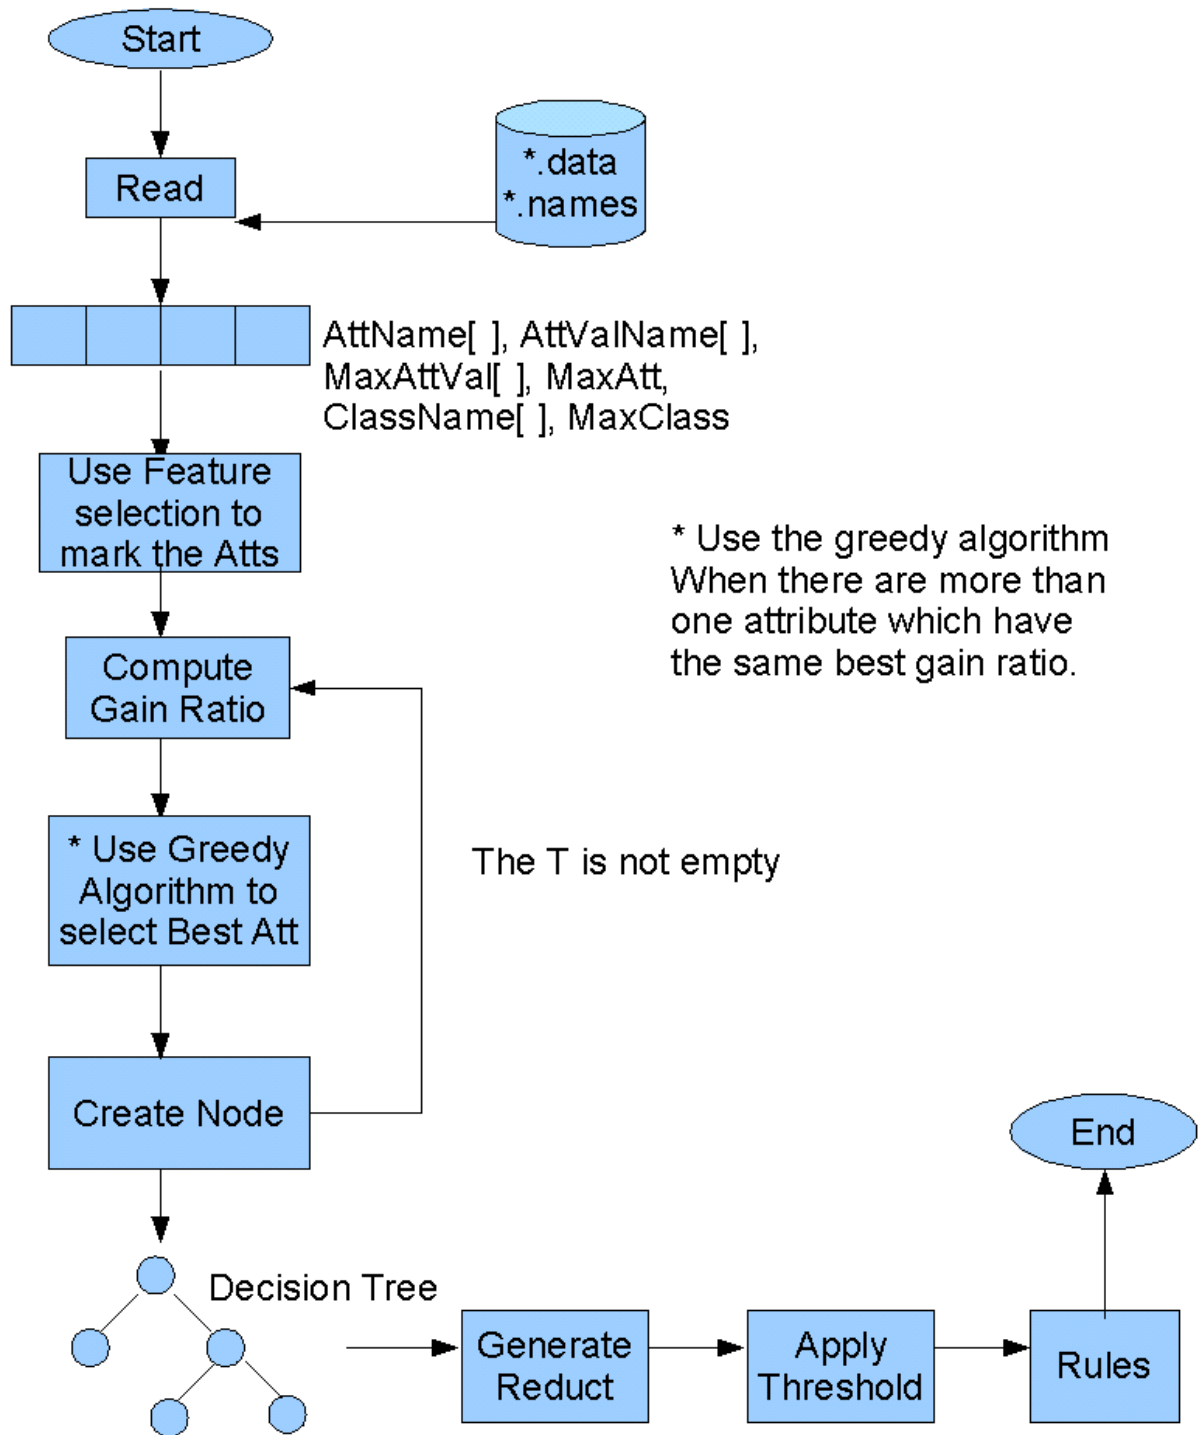 Start
*.data
*.names
Read
AttName[ ], AttValName[ ],
MaxAttVal[ ], MaxAtt,
ClassName[ ], MaxClass
Use Feature
selection to
mark the Atts
* Use the greedy algorithm
When there are more than
one attribute which have
the same best gain ratio.
Compute
Gain Ratio
* Use Greedy
Algorithm to
select Best Att
The T is not empty
Create Node
Decision Tree
Generate
Reduct
Apply
Threshold
Rules
End